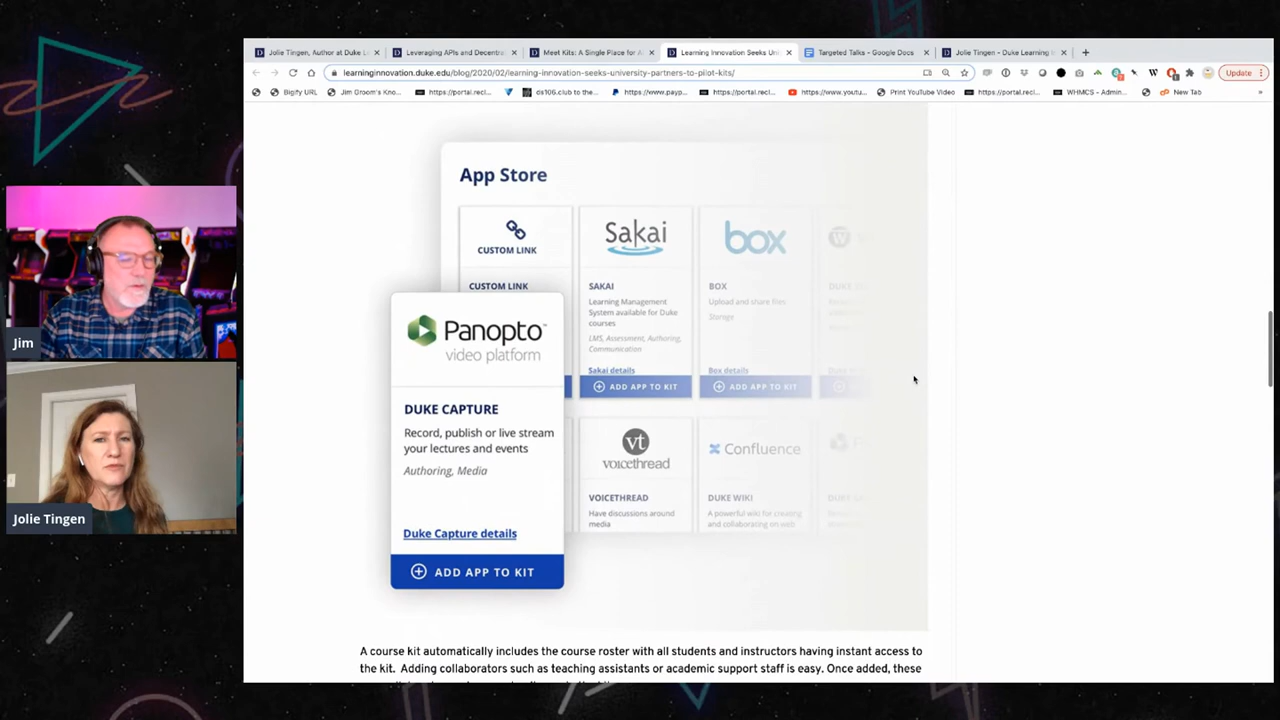 Jolie Tingen, Author at Duke L
Leveraging APIs and Decentra
Meet Kits: A Single Place for A
Learning Innovation Seeks Uni
Targeted Talks - Google Docs
Jolie Tingen - Duke Learning
learninginnovation.duke.edu/blog/2020/02/learning-innovation-seeks-university-partners-to-pilot-kits/
Update
Bigify URL
Jim Groom's Kno...
https://portal.recl...
ds106.club to the...
https://www.payp...
https://portal.recl...
https://www.youtu...
Print YouTube Video
https://portal.recl...
WHMCS - Admin...
New Tab
App Store
CUSTOM LINK
CUSTOM LINK
Sakai
SAKAI
Learning Management
System available for Duke
courses
LMS, Assessment, Authoring,
Communication
Sakai details
ADD APP TO KIT
box
BOX
Upload and share files
Storage
Box details
ADD APP TO KIT
Panopto
video platform
DUKE CAPTURE
Record, publish or live stream
your lectures and events
Authoring, Media
Duke Capture details
ADD APP TO KIT
vt
voicethread
VOICETHREAD
Have discussions around
media
Confluence
DUKE WIKI
A powerful wiki for creating
and collaborating on web
A course kit automatically includes the course roster with all students and instructors having instant access to
the kit. Adding collaborators such as teaching assistants or academic support staff is easy. Once added, these
Jim
Jolie Tingen